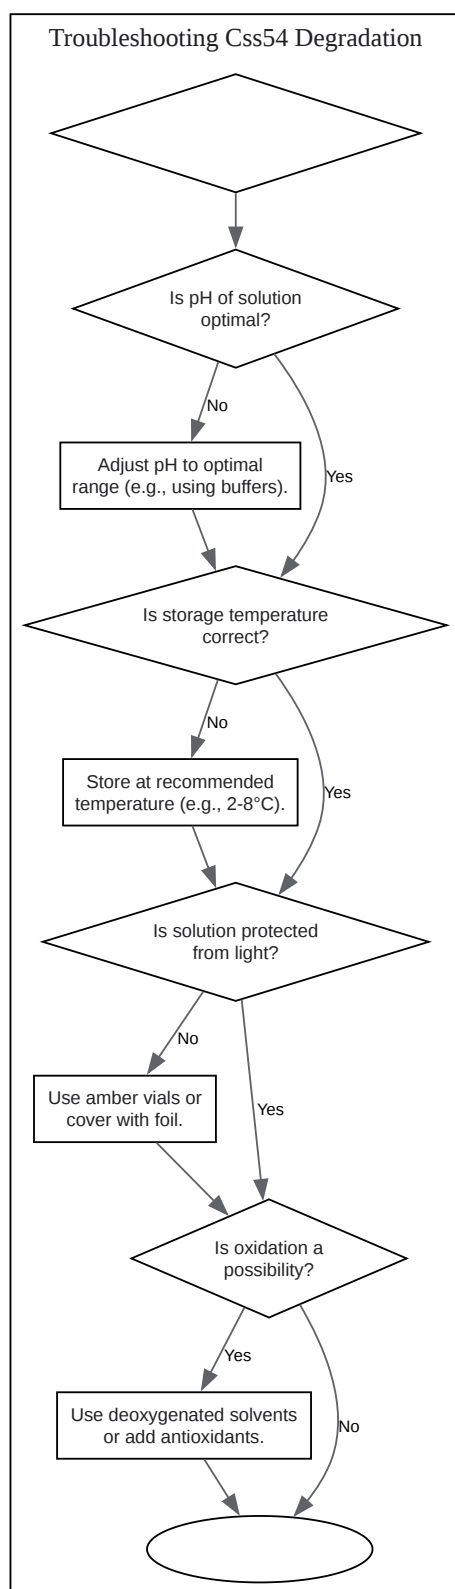 Troubleshooting Css54 Degradation
Is pH of solution
optimal?
No
Adjust pH to optimal
range (e.g., using buffers).
Yes
Is storage temperature
correct?
No
Store at recommended
temperature (e.g., 2-8°C).
Yes
Is solution protected
from light?
No
Use amber vials or
cover with foil.
Yes
Is oxidation a
possibility?
Yes
Use deoxygenated solvents
or add antioxidants.
No